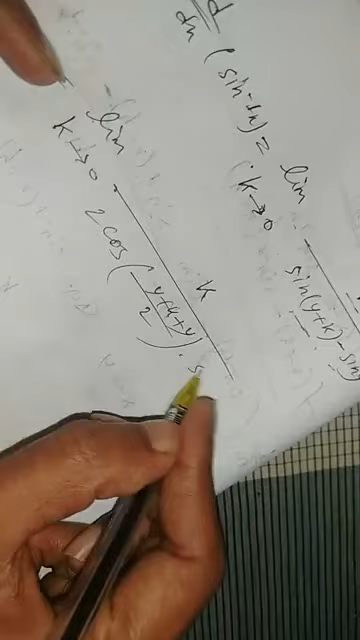 d/dx (sin⁻¹x) = lim k→0 / sin(y+k) - sin y
= lim k→0 k / 2cos((y+k+y)/2) . s